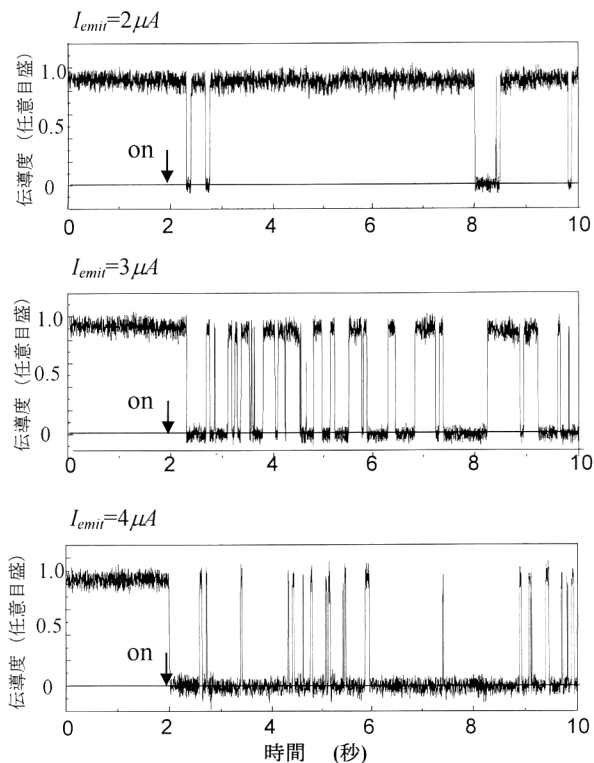 I_emit=2μA
伝導度 (任意目盛)
1.0
0.5
0
on
0 2 4 6 8 10
I_emit=3μA
伝導度 (任意目盛)
1.0
0.5
0
on
0 2 4 6 8 10
I_emit=4μA
伝導度 (任意目盛)
1.0
0.5
0
on
0 2 4 6 8 10
時間 (秒)